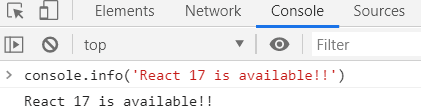 Elements Network Console Sources
top Filter
> console.info('React 17 is available!!')
React 17 is available!!